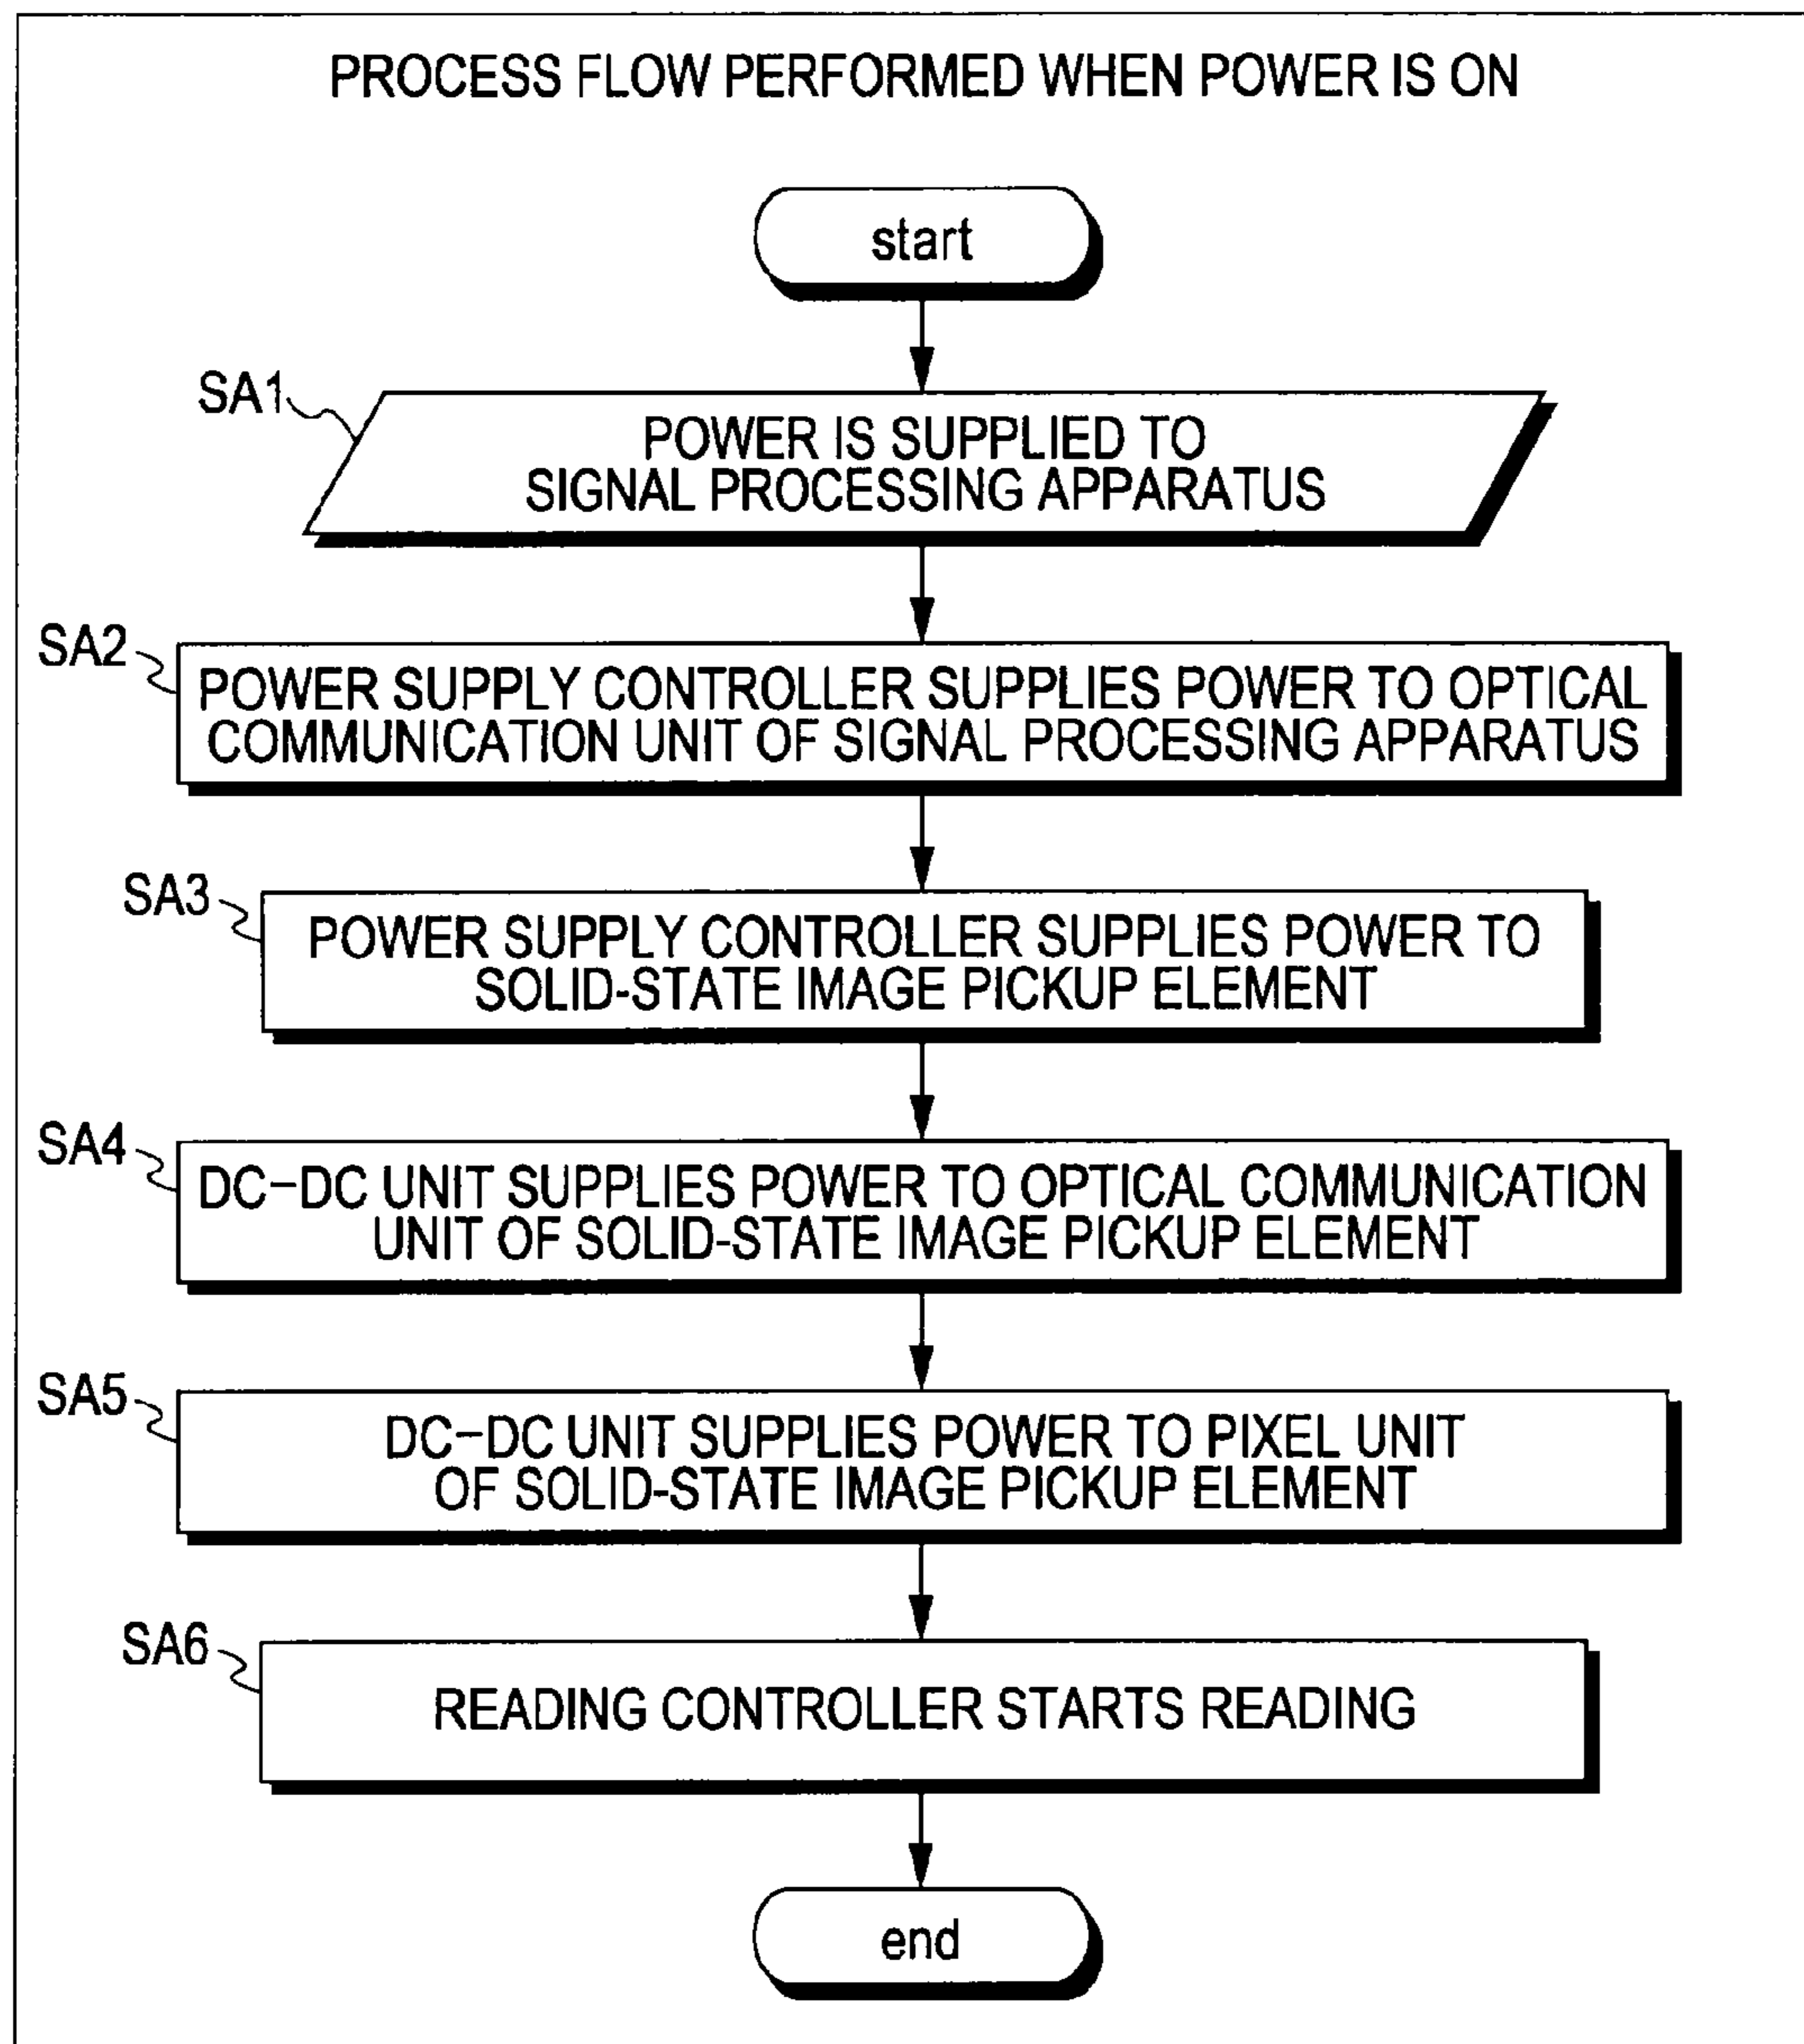 PROCESS FLOW PERFORMED WHEN POWER IS ON
start
SA1
POWER IS SUPPLIED TO
SIGNAL PROCESSING APPARATUS
SA2
POWER SUPPLY CONTROLLER SUPPLIES POWER TO OPTICAL
COMMUNICATION UNIT OF SIGNAL PROCESSING APPARATUS
SA3
POWER SUPPLY CONTROLLER SUPPLIES POWER TO
SOLID-STATE IMAGE PICKUP ELEMENT
SA4
DC-DC UNIT SUPPLIES POWER TO OPTICAL COMMUNICATION
UNIT OF SOLID-STATE IMAGE PICKUP ELEMENT
SA5
DC-DC UNIT SUPPLIES POWER TO PIXEL UNIT
OF SOLID-STATE IMAGE PICKUP ELEMENT
SA6
READING CONTROLLER STARTS READING
end